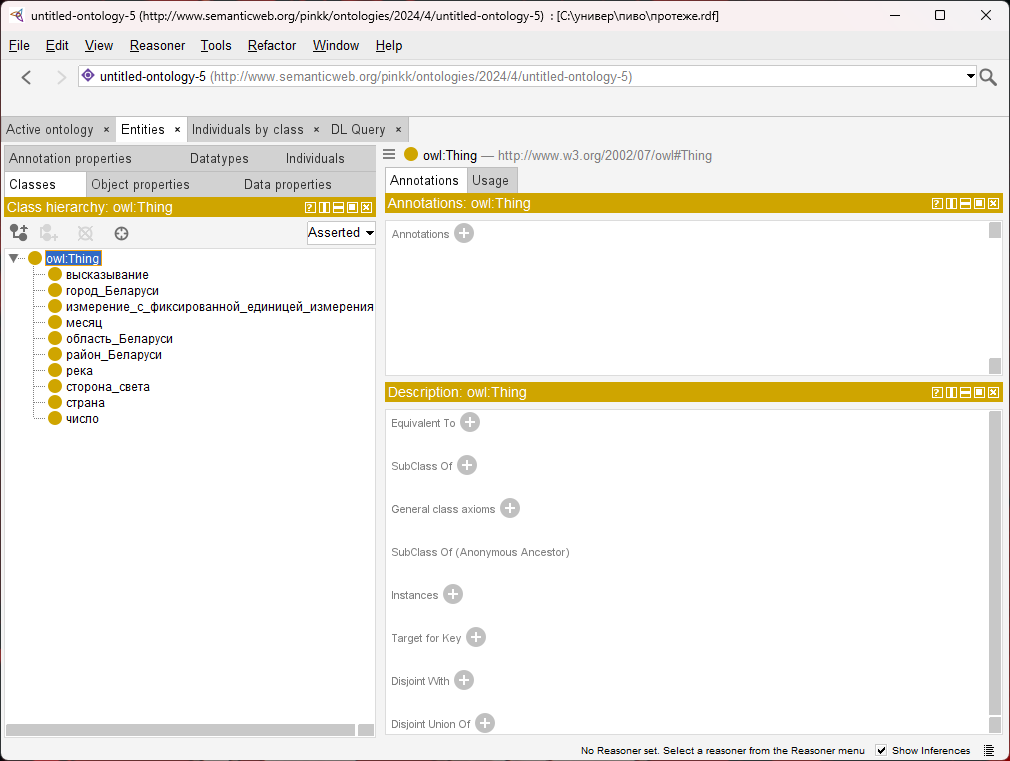 untitled-ontology-5 (http://www.semanticweb.org/pinkk/ontologies/2024/4/untitled-ontology-5) : [C:\универ\пиво\протеже.rdf]
File Edit View Reasoner Tools Refactor Window Help
untitled-ontology-5 (http://www.semanticweb.org/pinkk/ontologies/2024/4/untitled-ontology-5)
Active ontology × Entities × Individuals by class × DL Query ×
Annotation properties Datatypes Individuals
Classes Object properties Data properties
Class hierarchy: owl:Thing
Asserted
owl:Thing
высказывание
город_Беларуси
измерение_с_фиксированной_единицей_измерения
месяц
область_Беларуси
район_Беларуси
река
сторона_света
страна
число
owl:Thing — http://www.w3.org/2002/07/owl#Thing
Annotations Usage
Annotations: owl:Thing
Annotations
Description: owl:Thing
Equivalent To
SubClass Of
General class axioms
SubClass Of (Anonymous Ancestor)
Instances
Target for Key
Disjoint With
Disjoint Union Of
No Reasoner set. Select a reasoner from the Reasoner menu Show Inferences